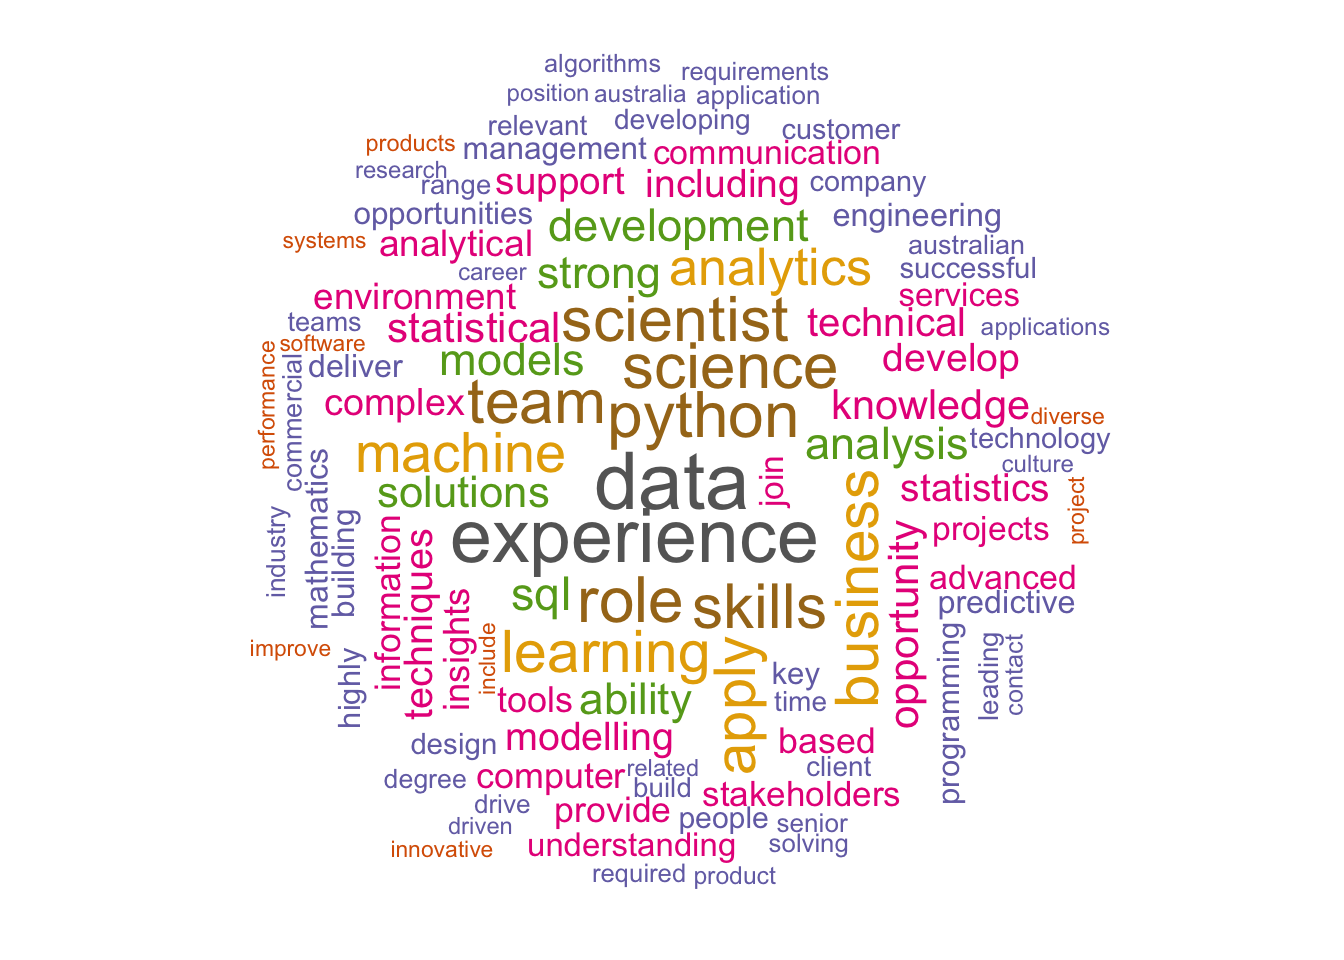 algorithms
requirements
position
australia
application
relevant
developing
customer
products
management
communication
research
range
support
including
company
opportunities
development
engineering
systems
analytical
australian
career
strong
analytics
successful
environment
services
teams
statistical
scientist
technical
applications
software
performance
commercial
deliver
models
science
develop
complex
team
python
knowledge
diverse
machine
analysis
technology
culture
solutions
data
join
business
statistics
project
mathematics
industry
building
information
techniques
experience
opportunity
projects
sql
role
skills
advanced
predictive
insights
include
improve
highly
learning
apply
key
time
programming
leading
contact
tools
ability
design
modelling
based
degree
computer
related
build
client
stakeholders
drive
provide
people
senior
driven
innovative
understanding
solving
required
product